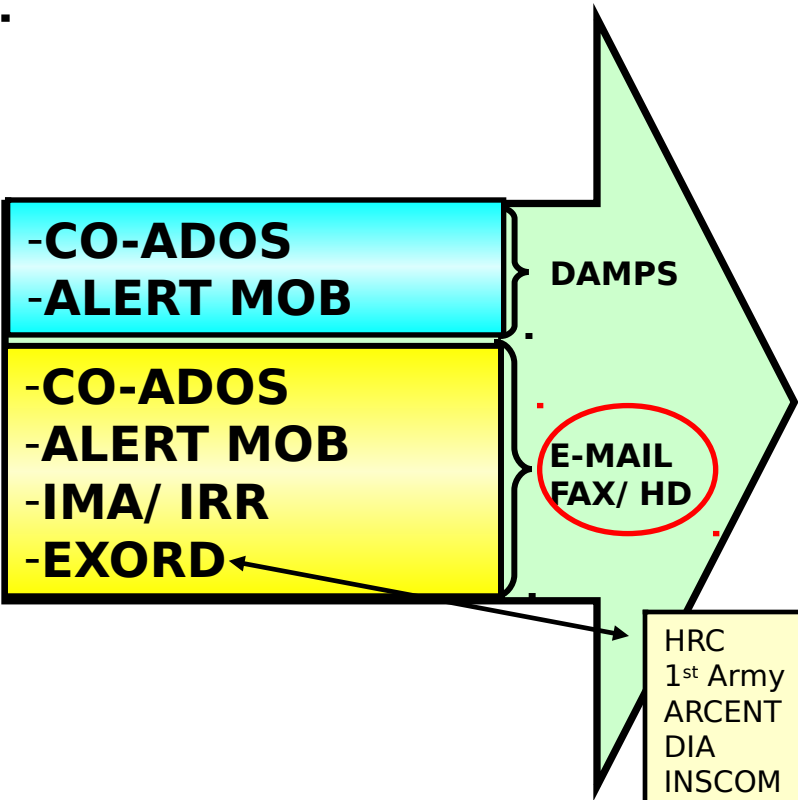 -CO-ADOS
-ALERT MOB
DAMPS
-CO-ADOS
-ALERT MOB
-IMA/ IRR
-EXORD
E-MAIL
FAX/ HD
HRC
1st Army
ARCENT
DIA
INSCOM